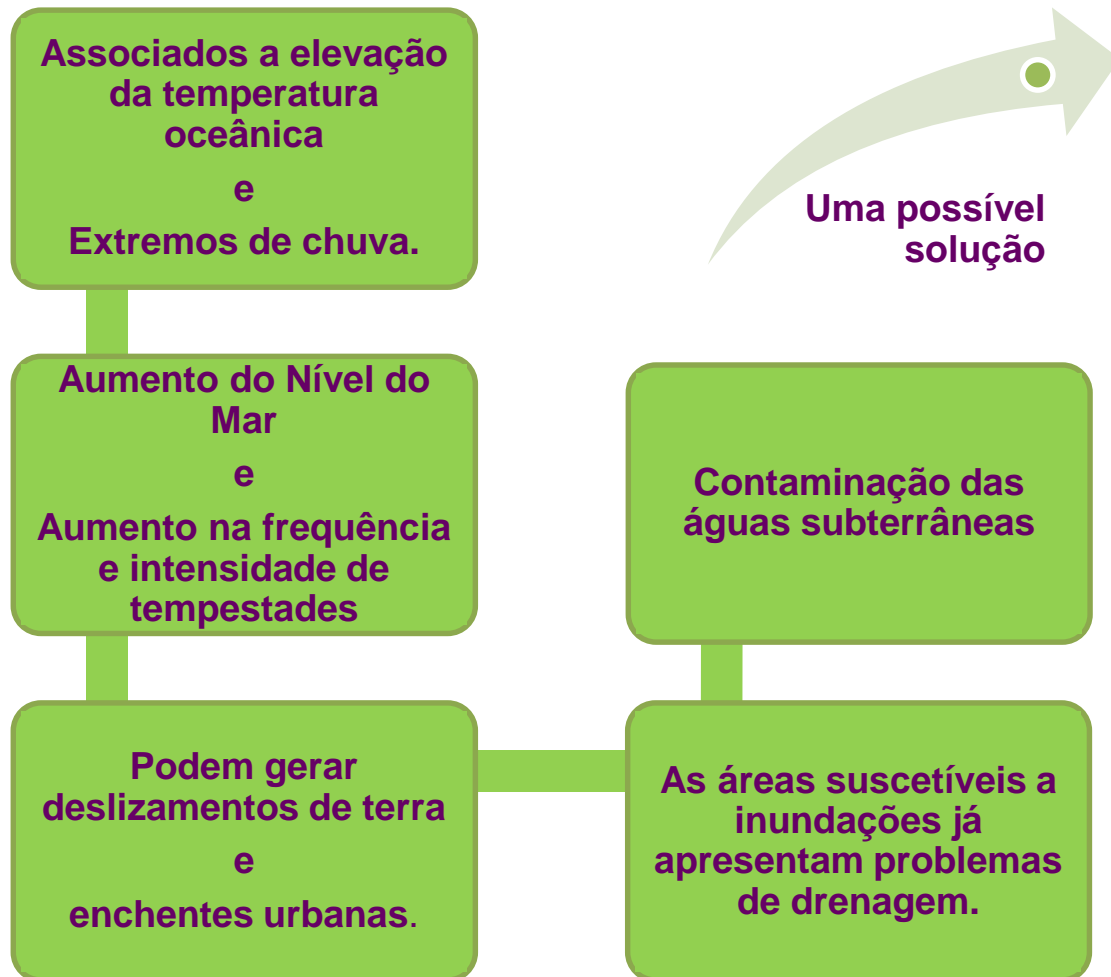 Associados a elevação
da temperatura
oceânica
e
Extremos de chuva.
Aumento do Nível do
Mar
e
Aumento na frequência
e intensidade de
tempestades
Podem gerar
deslizamentos de terra
e
enchentes urbanas.
As áreas suscetíveis a
inundações já
apresentam problemas
de drenagem.
Contaminação das
águas subterrâneas
Uma possível
solução